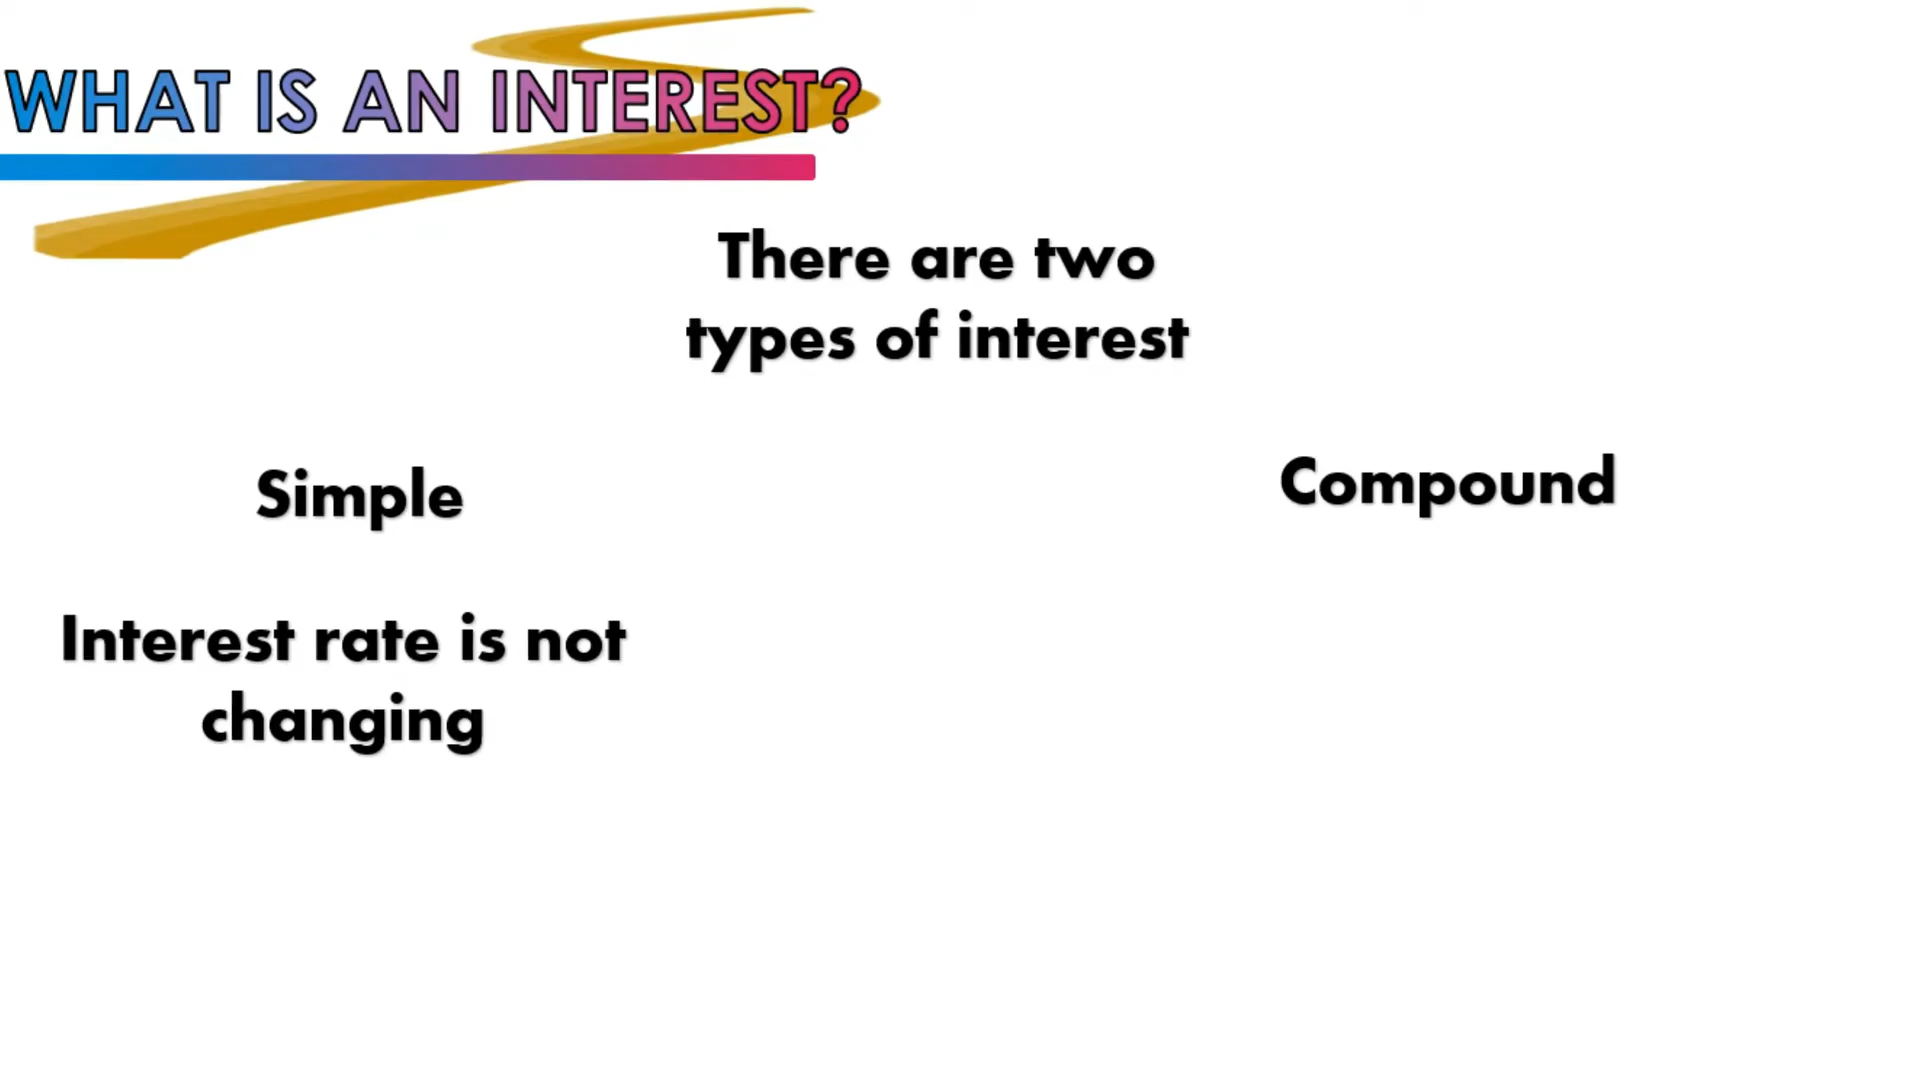 WHAT IS AN INTEREST?
There are two
types of interest
Simple
Compound
Interest rate is not
changing